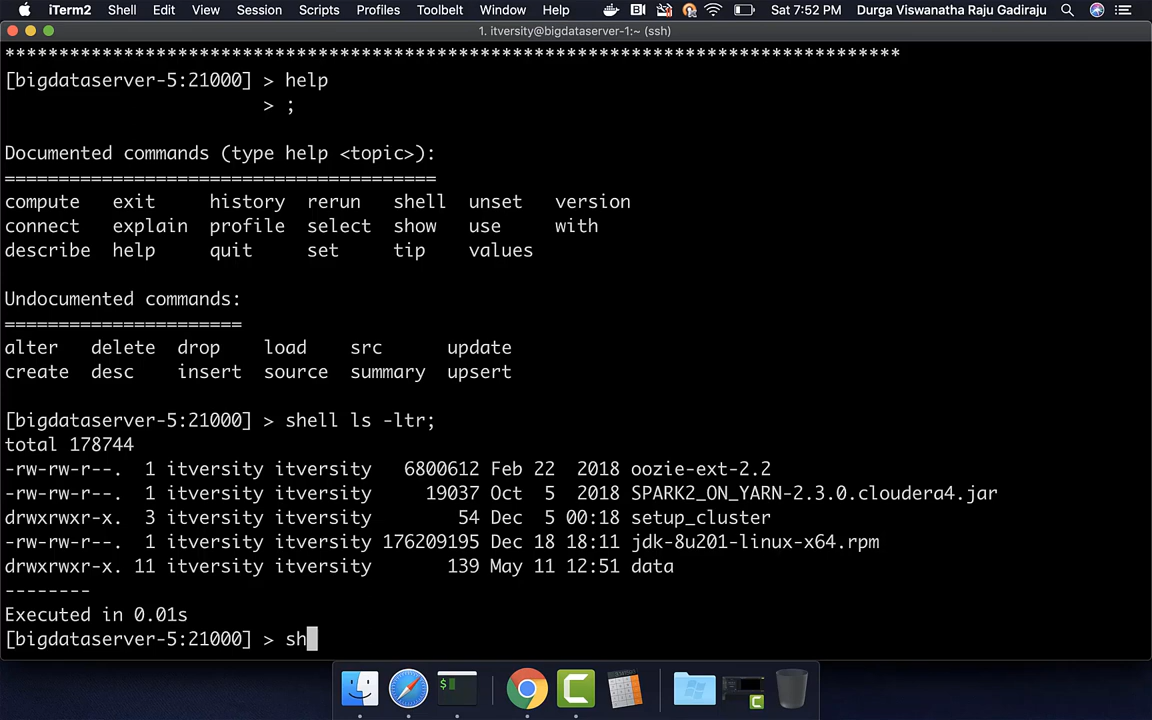 iTerm2 Shell Edit View Session Scripts Profiles Toolbelt Window Help Sat 7:52 PM Durga Viswanatha Raju Gadiraju
1. itversity@bigdataserver-1:~ (ssh)
***********************************************************************************
[bigdataserver-5:21000] > help
> ;
Documented commands (type help <topic>):
========================================
compute exit history rerun shell unset version
connect explain profile select show use with
describe help quit set tip values
Undocumented commands:
======================
alter delete drop load src update
create desc insert source summary upsert
[bigdataserver-5:21000] > shell ls -ltr;
total 178744
-rw-rw-r--. 1 itversity itversity 6800612 Feb 22 2018 oozie-ext-2.2
-rw-rw-r--. 1 itversity itversity 19037 Oct 5 2018 SPARK2_ON_YARN-2.3.0.cloudera4.jar
drwxrwxr-x. 3 itversity itversity 54 Dec 5 00:18 setup_cluster
-rw-rw-r--. 1 itversity itversity 176209195 Dec 18 18:11 jdk-8u201-linux-x64.rpm
drwxrwxr-x. 11 itversity itversity 139 May 11 12:51 data
--------
Executed in 0.01s
[bigdataserver-5:21000] > sh